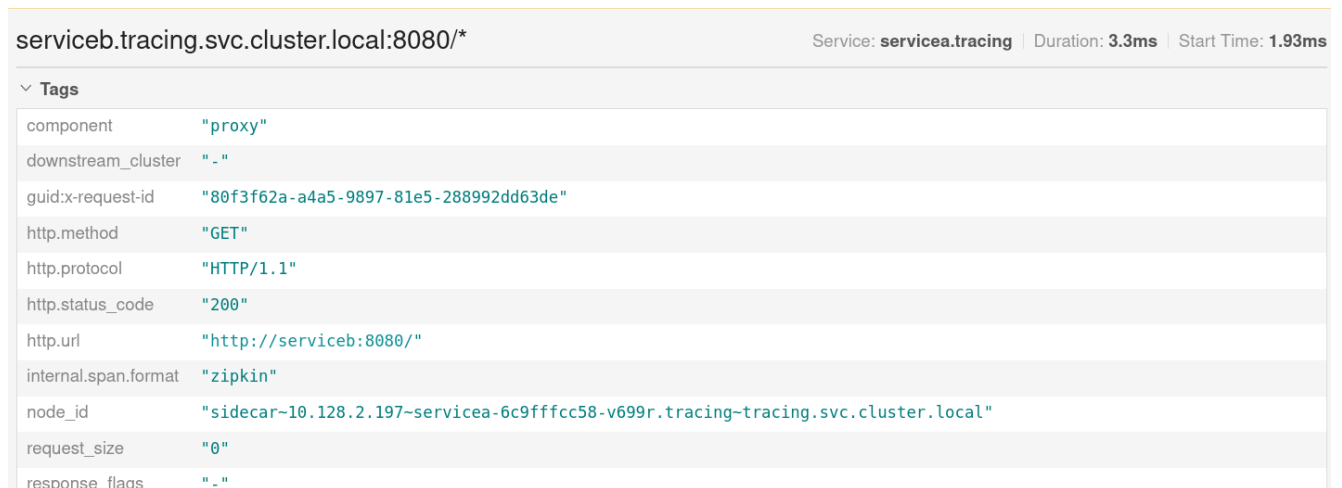 serviceb.tracing.svc.cluster.local:8080/*
Service: servicea.tracing Duration: 3.3ms Start Time: 1.93ms
Tags
component "proxy"
downstream_cluster "-"
guid:x-request-id "80f3f62a-a4a5-9897-81e5-288992dd63de"
http.method "GET"
http.protocol "HTTP/1.1"
http.status_code "200"
http.url "http://serviceb:8080/"
internal.span.format "zipkin"
node_id "sidecar~10.128.2.197~servicea-6c9fffcc58-v699r.tracing~tracing.svc.cluster.local"
request_size "0"
response_flags "-"